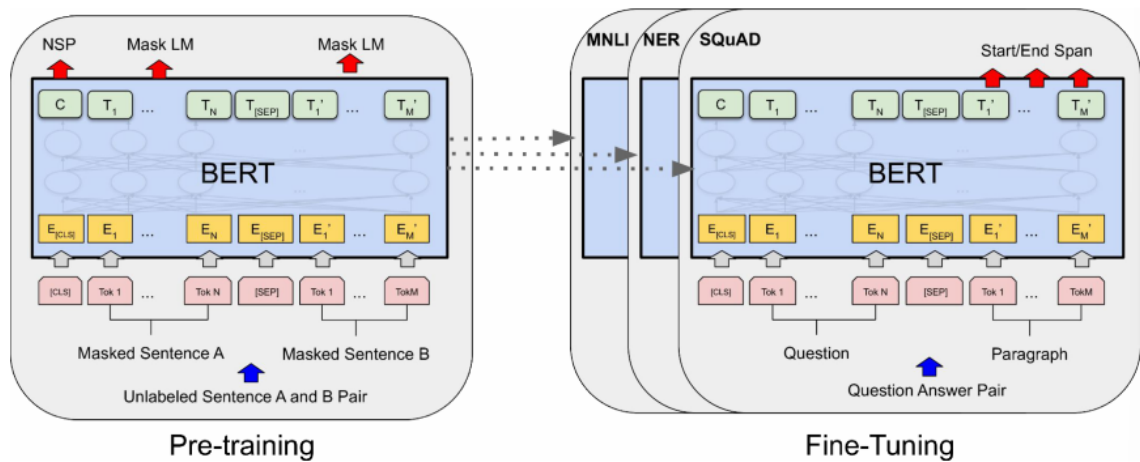 NSP Mask LM Mask LM
C T1 ... TN T[SEP] T1' ... TM'
...
BERT
...
E[CLS] E1 ... EN E[SEP] E1' ... EM'
[CLS] Tok 1 ... Tok N [SEP] Tok 1 ... TokM
Masked Sentence A Masked Sentence B
Unlabeled Sentence A and B Pair
Pre-training
MNLI NER SQuAD
Start/End Span
C T1 ... TN T[SEP] T1' ... TM'
...
BERT
...
E[CLS] E1 ... EN E[SEP] E1' ... EM'
[CLS] Tok 1 ... Tok N [SEP] Tok 1 ... TokM
Question Paragraph
Question Answer Pair
Fine-Tuning